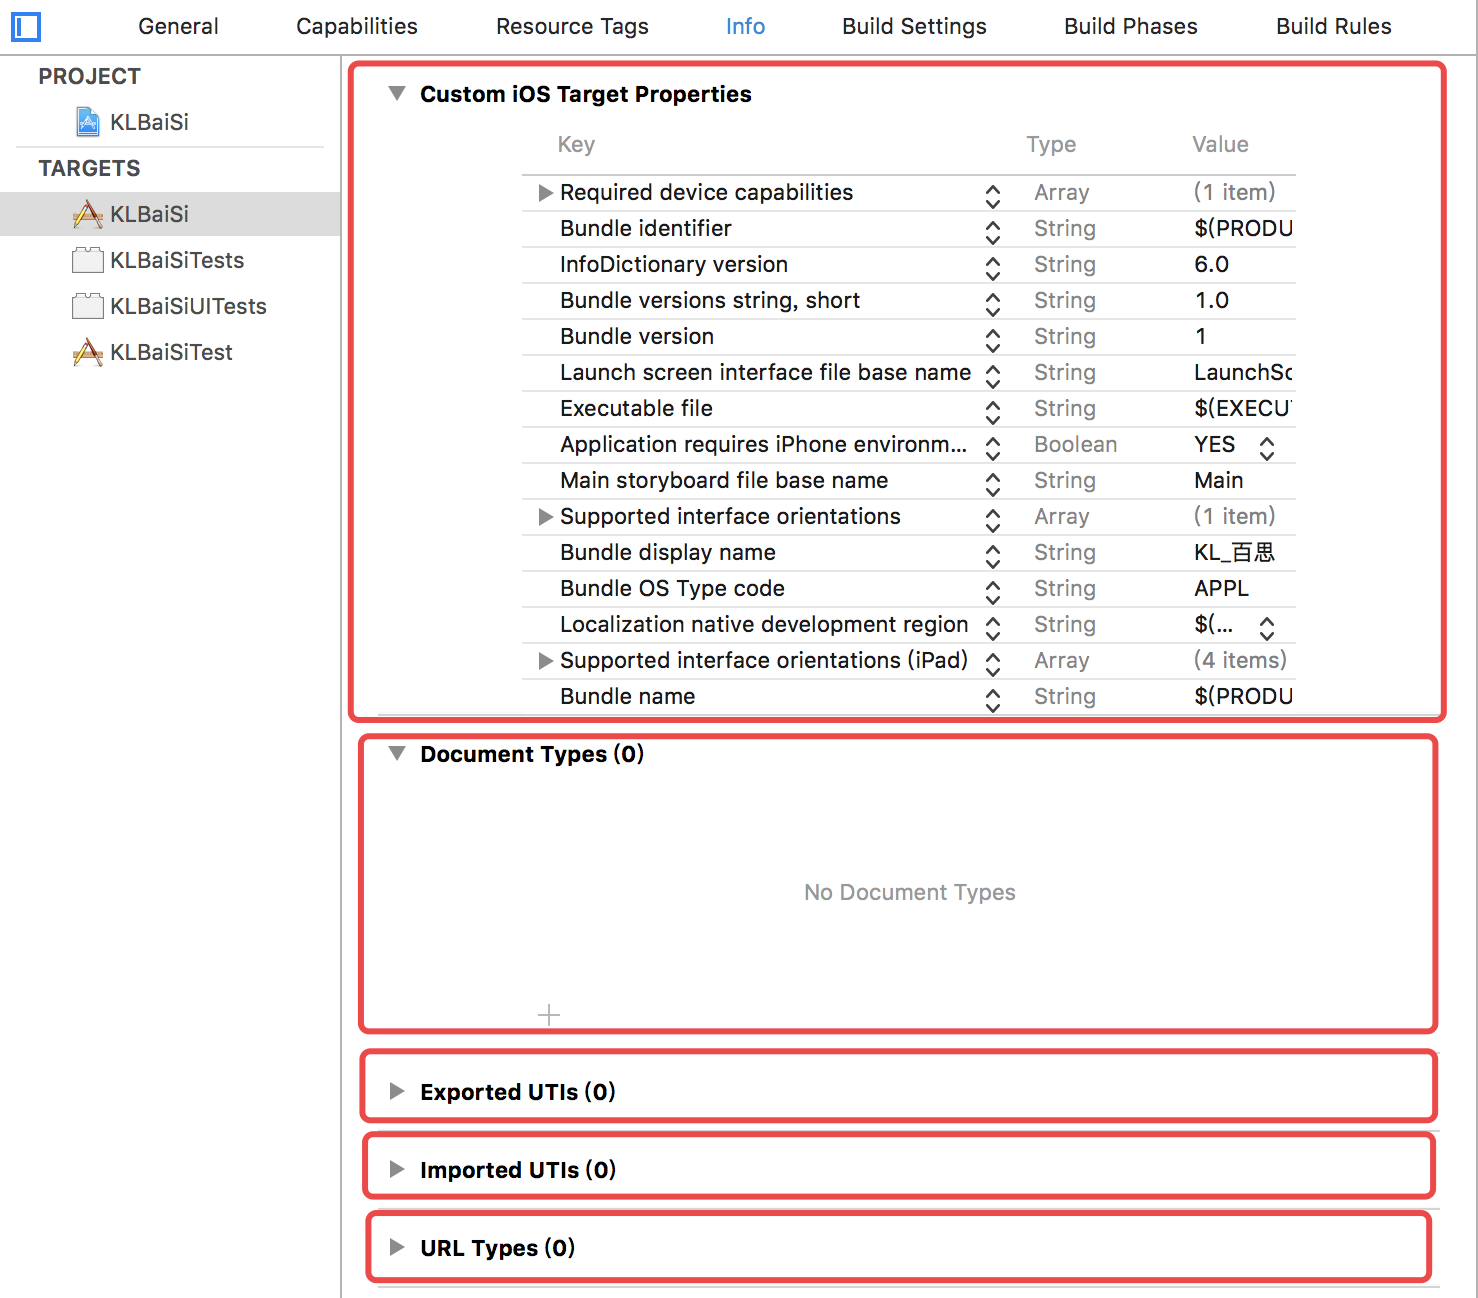 General Capabilities Resource Tags Info Build Settings Build Phases Build Rules
PROJECT
KLBaiSi
TARGETS
KLBaiSi
KLBaiSiTests
KLBaiSiUITests
KLBaiSiTest
Custom iOS Target Properties
Key Type Value
Required device capabilities Array (1 item)
Bundle identifier String $(PRODU
InfoDictionary version String 6.0
Bundle versions string, short String 1.0
Bundle version String 1
Launch screen interface file base name String LaunchSc
Executable file String $(EXECUT
Application requires iPhone environm... Boolean YES
Main storyboard file base name String Main
Supported interface orientations Array (1 item)
Bundle display name String KL_百思
Bundle OS Type code String APPL
Localization native development region String $(...
Supported interface orientations (iPad) Array (4 items)
Bundle name String $(PRODU
Document Types (0)
No Document Types
Exported UTIs (0)
Imported UTIs (0)
URL Types (0)